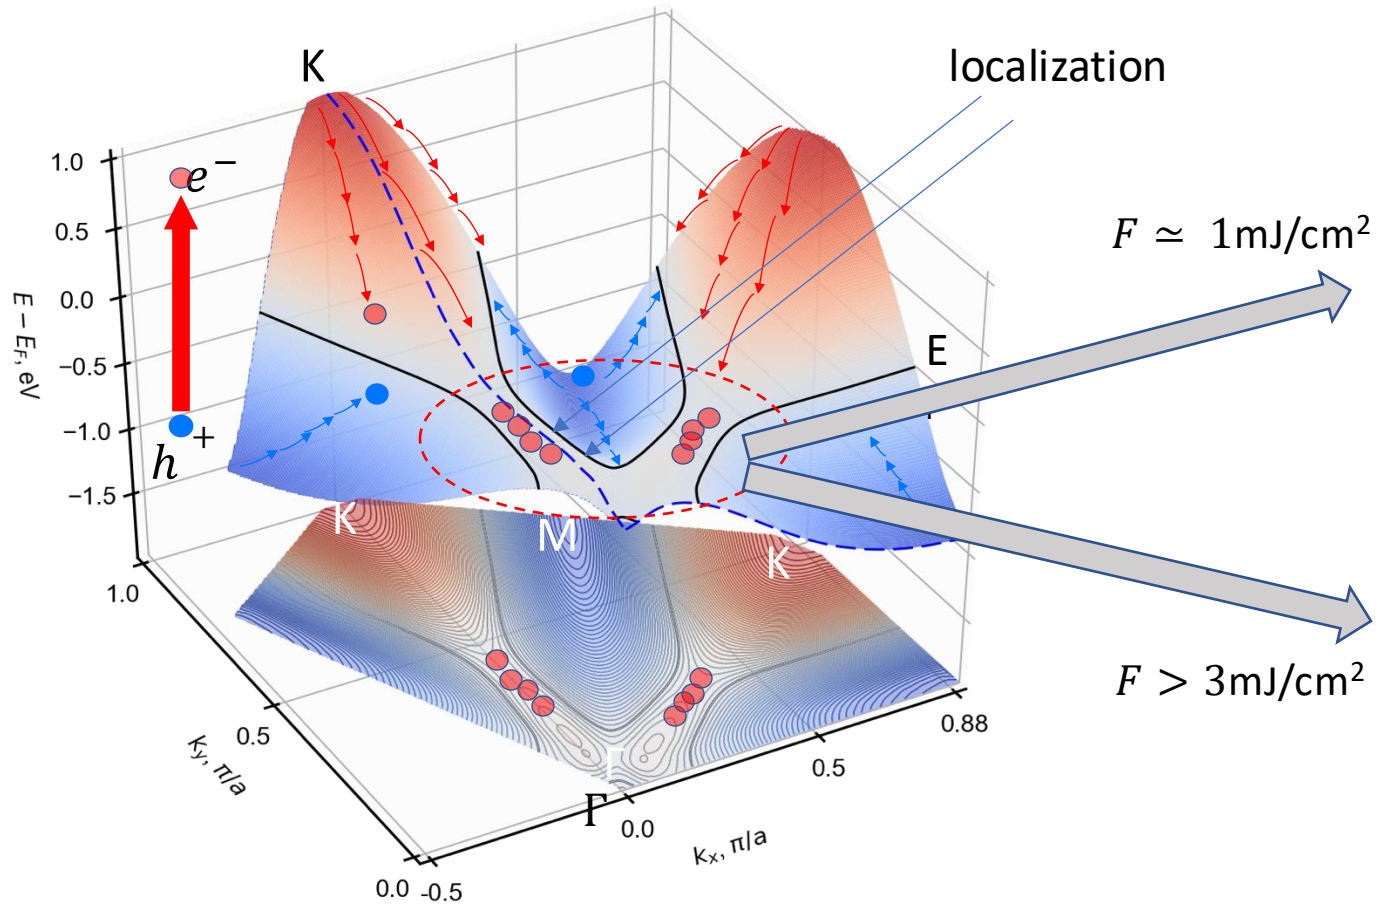 K
localization
1.0
e⁻
0.5
0.0
−0.5
−1.0
−1.5
E − E_F, eV
h⁺
F ≃ 1mJ/cm²
E
K
M
K
F > 3mJ/cm²
1.0
0.5
0.0
k_y, π/a
Γ
Γ
-0.5
0.0
0.5
0.88
k_x, π/a